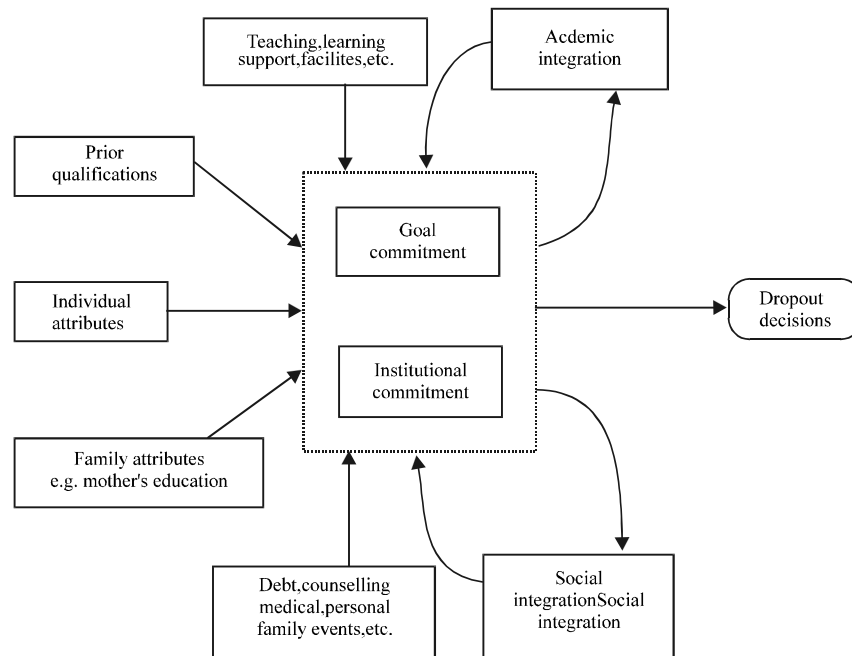 Teaching,learning
support,facilites,etc.
Acdemic
integration
Prior
qualifications
Goal
commitment
Individual
attributes
Dropout
decisions
Institutional
commitment
Family attributes
e.g. mother's education
Debt,counselling
medical,personal
family events,etc.
Social
integrationSocial
integration